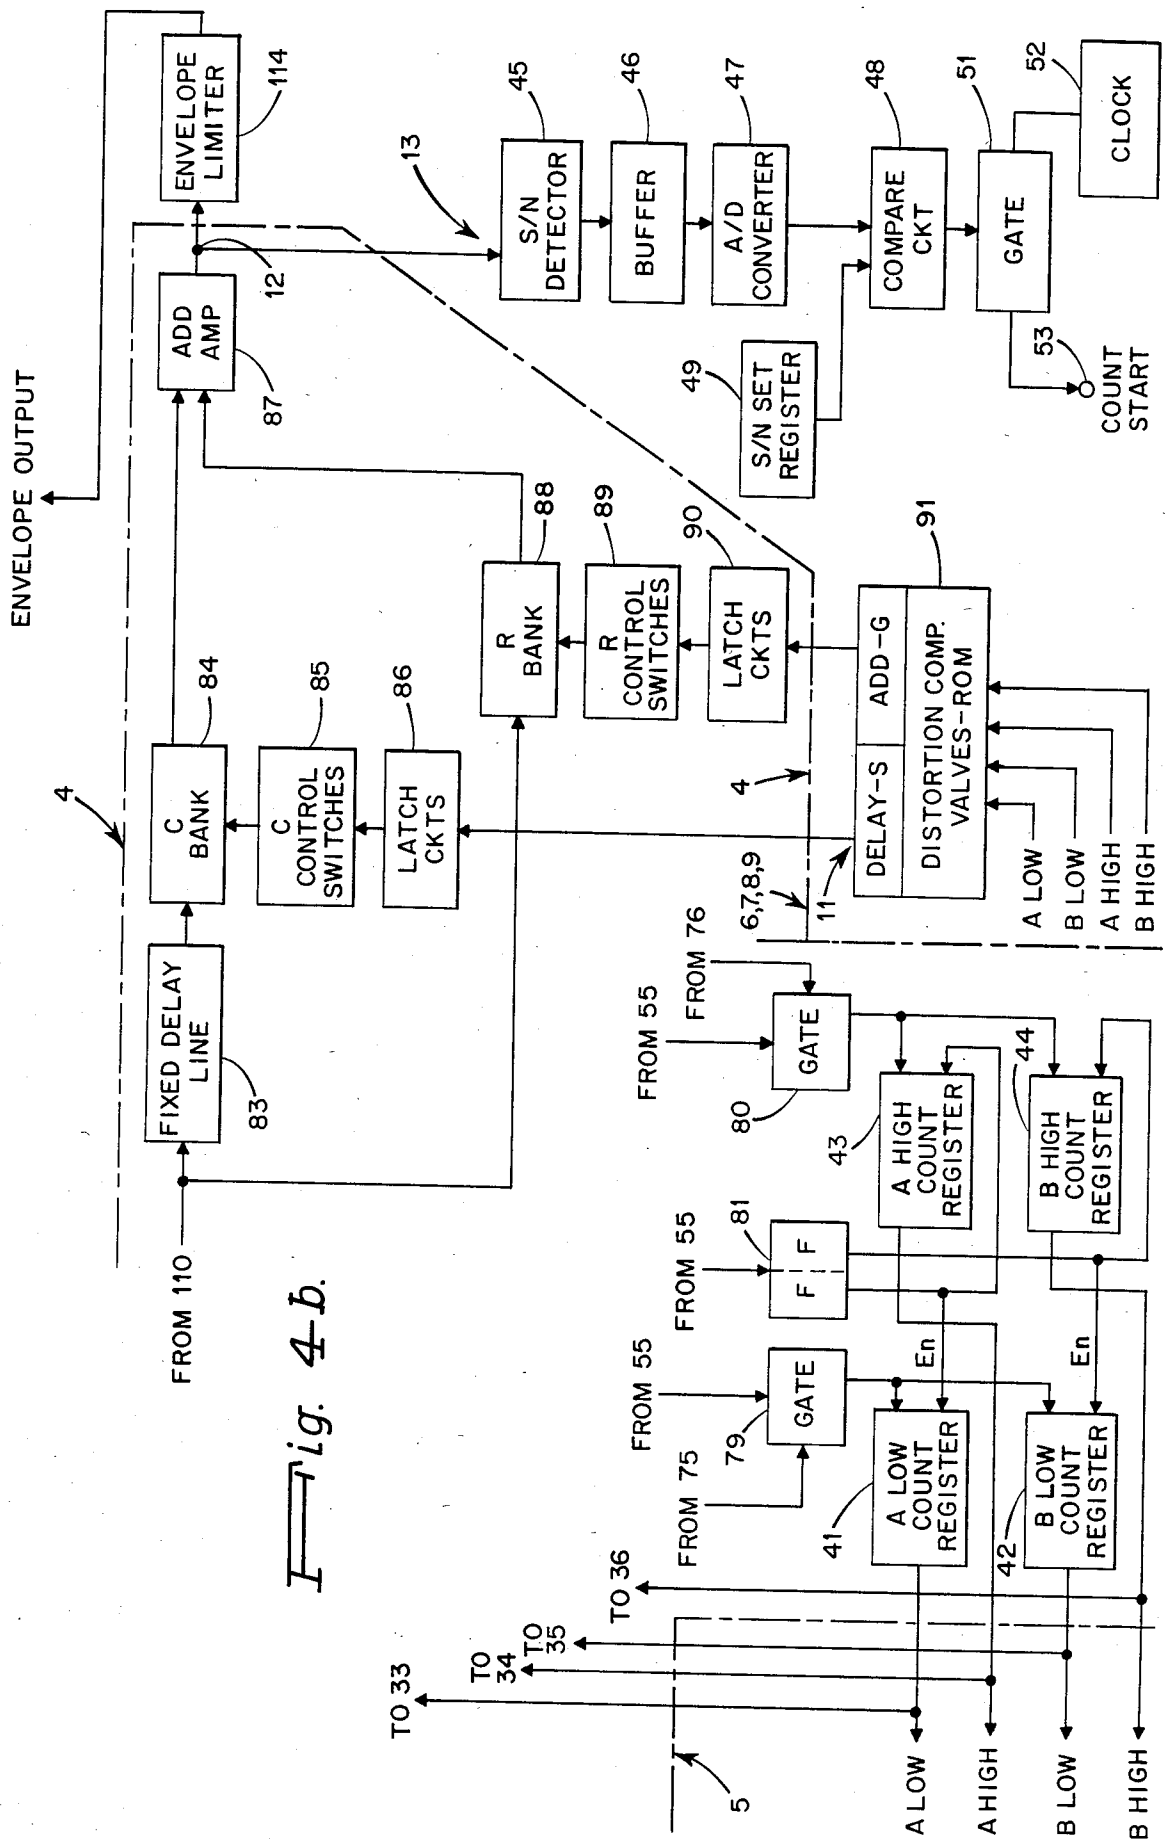 Fig. 4-b.
ENVELOPE OUTPUT
4
FROM 110
FIXED DELAY
LINE
83
C
BANK
84
C
CONTROL
SWITCHES
85
LATCH
CKTS
86
ADD
AMP
87
12
ENVELOPE
LIMITER
114
R
BANK
88
R
CONTROL
SWITCHES
89
LATCH
CKTS
90
13
S/N
DETECTOR
45
BUFFER
46
A/D
CONVERTER
47
S/N SET
REGISTER
49
COMPARE
CKT
48
GATE
51
CLOCK
52
53
COUNT
START
4
6,7,8,9
11
DELAY-S
ADD-G
DISTORTION COMP.
VALVES-ROM
91
A LOW
B LOW
A HIGH
B HIGH
FROM 55
FROM 76
GATE
80
A HIGH
COUNT
REGISTER
43
B HIGH
COUNT
REGISTER
44
FROM 55
F F
81
FROM 55
FROM 75
GATE
79
En
En
A LOW
COUNT
REGISTER
41
B LOW
COUNT
REGISTER
42
TO 36
TO
35
TO
34
TO 33
5
A LOW
A HIGH
B LOW
B HIGH